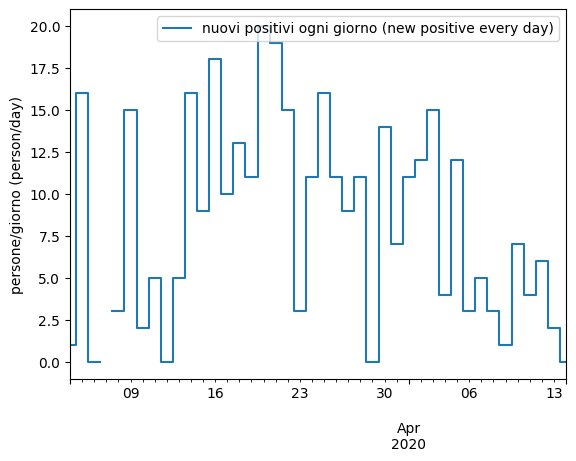 nuovi positivi ogni giorno (new positive every day)
persone/giorno (person/day)
20.0
17.5
15.0
12.5
10.0
7.5
5.0
2.5
0.0
09 16 23 30 06 13
Apr
2020